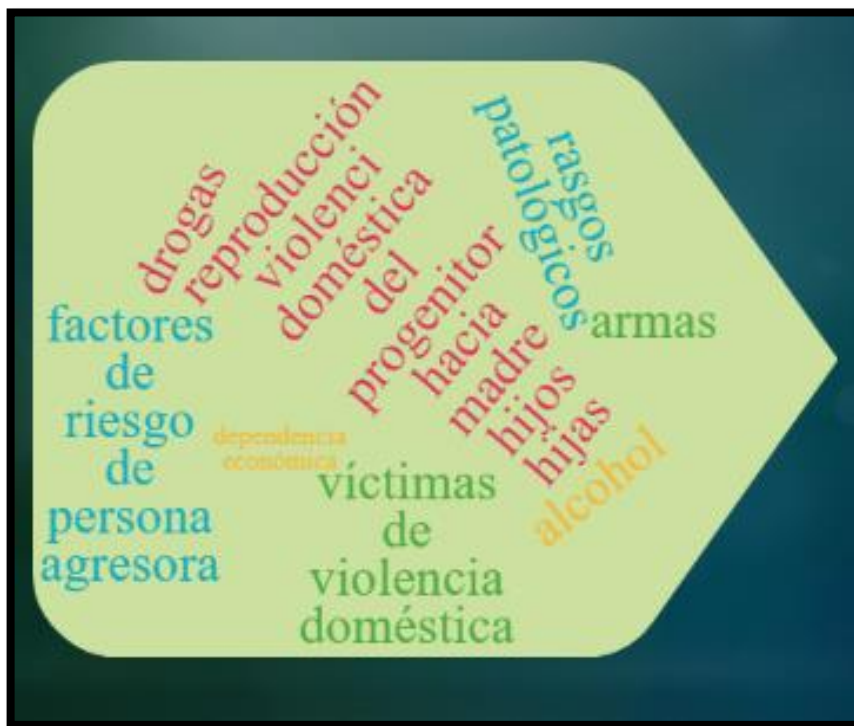 drogas
reproducción
violenci
doméstica
del
progenitor
hacia
madre
hijos
hijas
rasgos
patológicos
armas
factores
de
riesgo
de
persona
agresora
dependencia
económica
víctimas
de
violencia
doméstica
alcohol